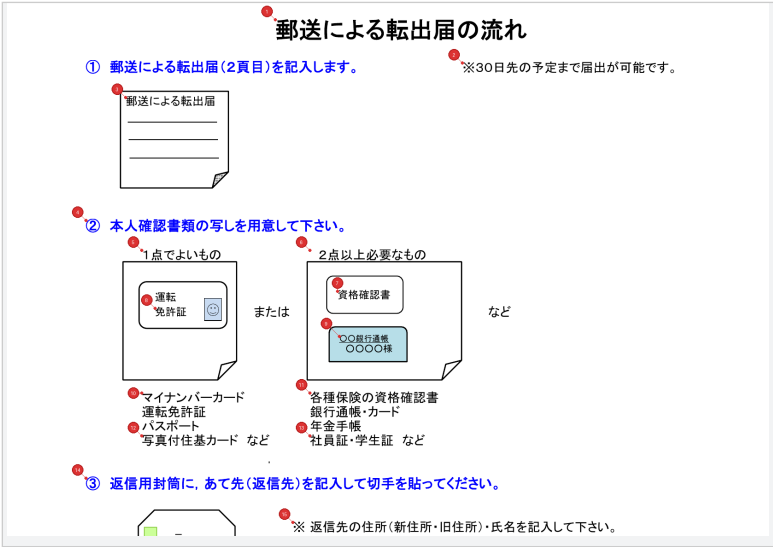 郵送による転出届の流れ
① 郵送による転出届(2頁目)を記入します。
※30日先の予定まで届出が可能です。
郵送による転出届
② 本人確認書類の写しを用意して下さい。
1点でよいもの
2点以上必要なもの
運転
免許証
または
資格確認書
〇〇銀行通帳
〇〇〇〇様
など
マイナンバーカード
運転免許証
パスポート
写真付住基カード など
各種保険の資格確認書
銀行通帳・カード
年金手帳
社員証・学生証 など
③ 返信用封筒に,あて先(返信先)を記入して切手を貼ってください。
※ 返信先の住所(新住所・旧住所)・氏名を記入して下さい。